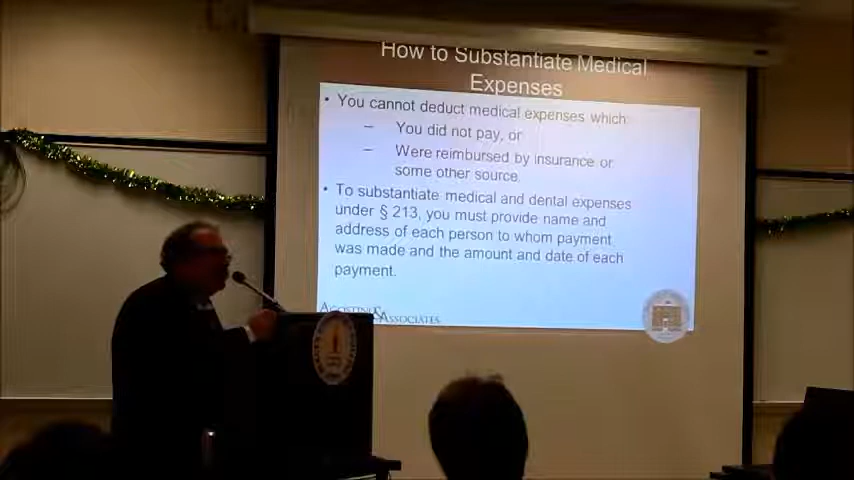 How to Substantiate Medical
Expenses
• You cannot deduct medical expenses which:
– You did not pay, or
– Were reimbursed by insurance or
some other source.
• To substantiate medical and dental expenses
under § 213, you must provide name and
address of each person to whom payment
was made and the amount and date of each
payment.
AGOSTINO & ASSOCIATES